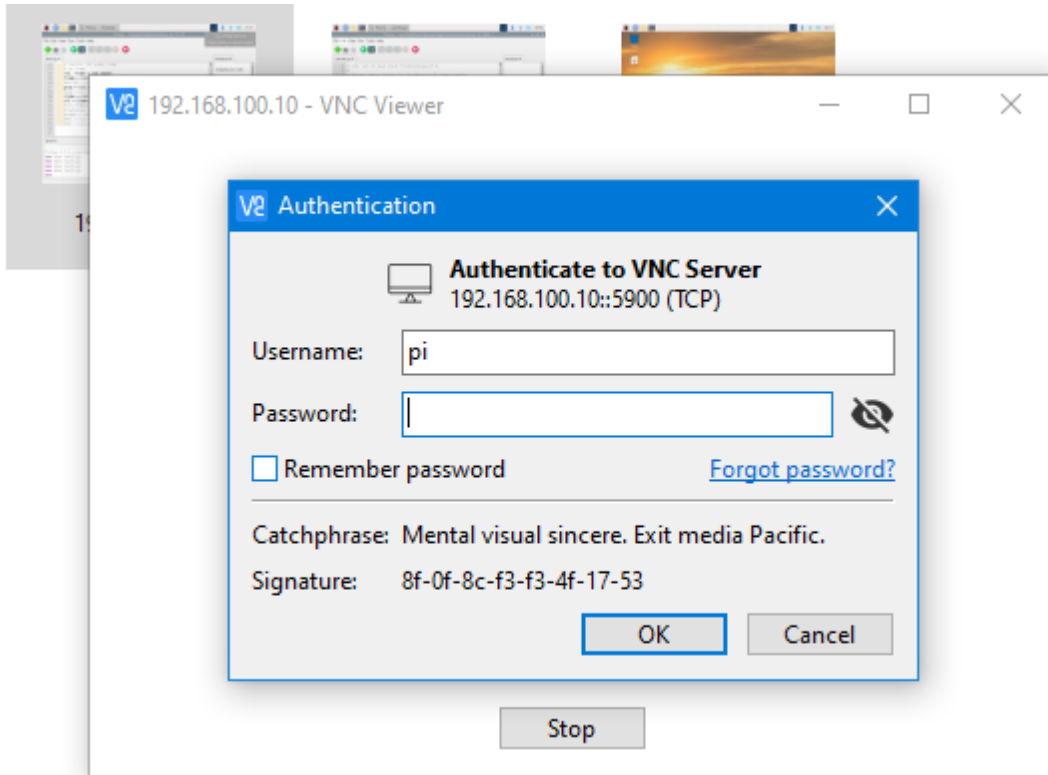 192.168.100.10 - VNC Viewer
Authentication
Authenticate to VNC Server
192.168.100.10::5900 (TCP)
Username: pi
Password:
Remember password Forgot password?
Catchphrase: Mental visual sincere. Exit media Pacific.
Signature: 8f-0f-8c-f3-f3-4f-17-53
OK Cancel
Stop